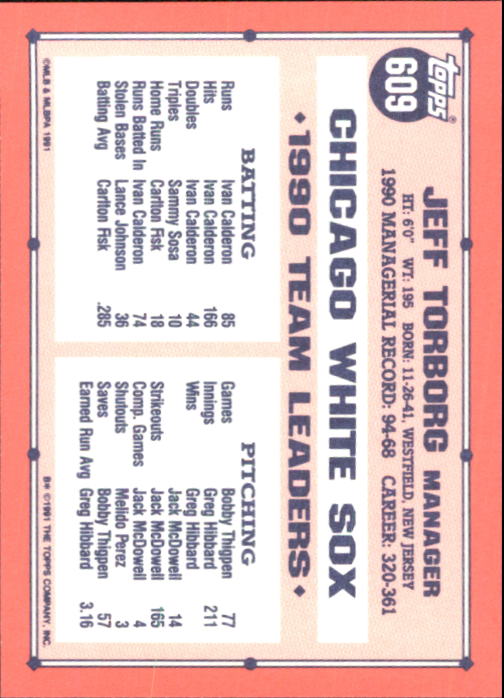 TOPPS®
609
JEFF TORBORG MANAGER
HT: 6'0" WT: 195 BORN: 11-26-41, WESTFIELD, NEW JERSEY
1990 MANAGERIAL RECORD: 94-68 CAREER: 320-361
CHICAGO WHITE SOX
♦ 1990 TEAM LEADERS ♦
BATTING
Runs Ivan Calderon 85
Hits Ivan Calderon 166
Doubles Ivan Calderon 44
Triples Sammy Sosa 10
Home Runs Carlton Fisk 18
Runs Batted In Ivan Calderon 74
Stolen Bases Lance Johnson 36
Batting Avg Carlton Fisk .285
PITCHING
Games Bobby Thigpen 77
Innings Greg Hibbard 211
Wins Greg Hibbard
Jack McDowell 14
Strikeouts Jack McDowell 165
Comp. Games Jack McDowell 4
Shutouts Melido Perez 3
Saves Bobby Thigpen 57
Earned Run Avg Greg Hibbard 3.16
©MLB & MLBPA 1991
B* ©1991 THE TOPPS COMPANY, INC.